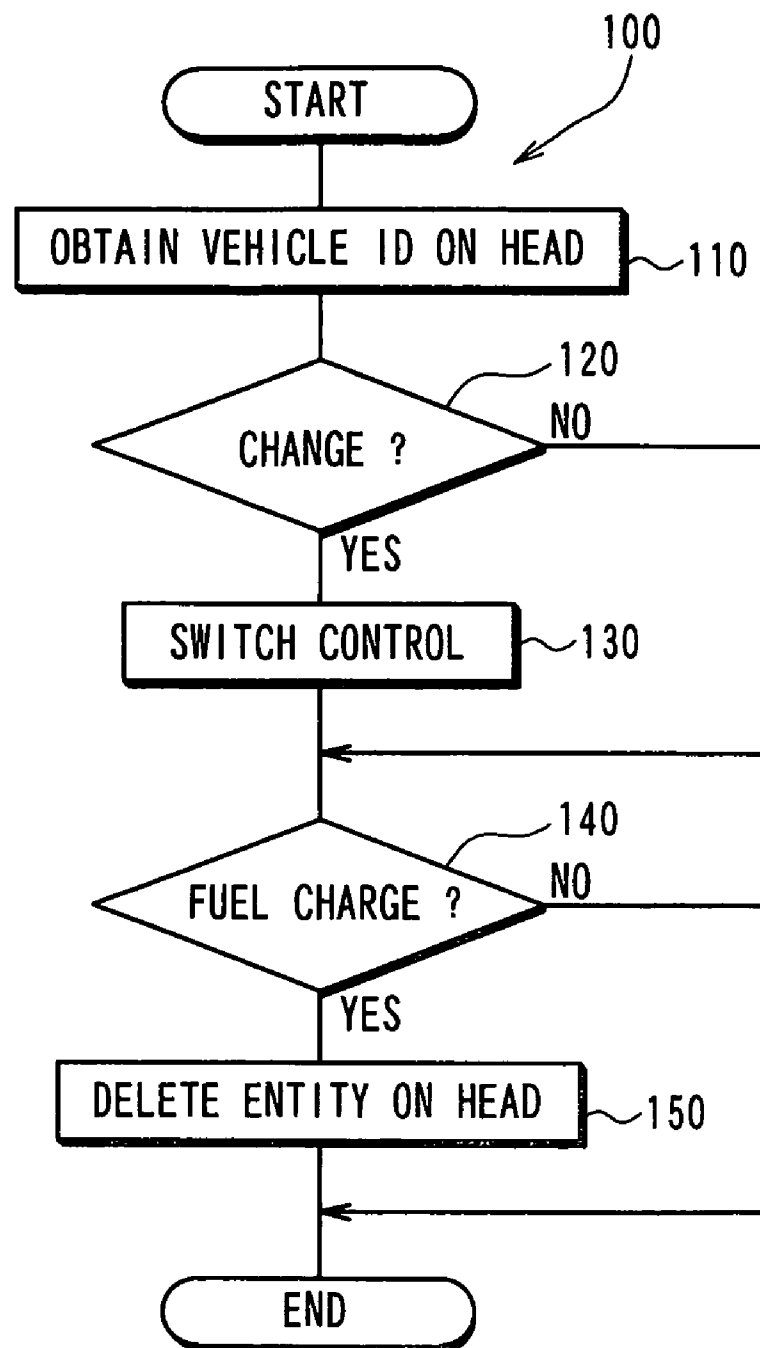 100
START
OBTAIN VEHICLE ID ON HEAD
110
120
CHANGE ?
NO
YES
SWITCH CONTROL
130
140
FUEL CHARGE ?
NO
YES
DELETE ENTITY ON HEAD
150
END